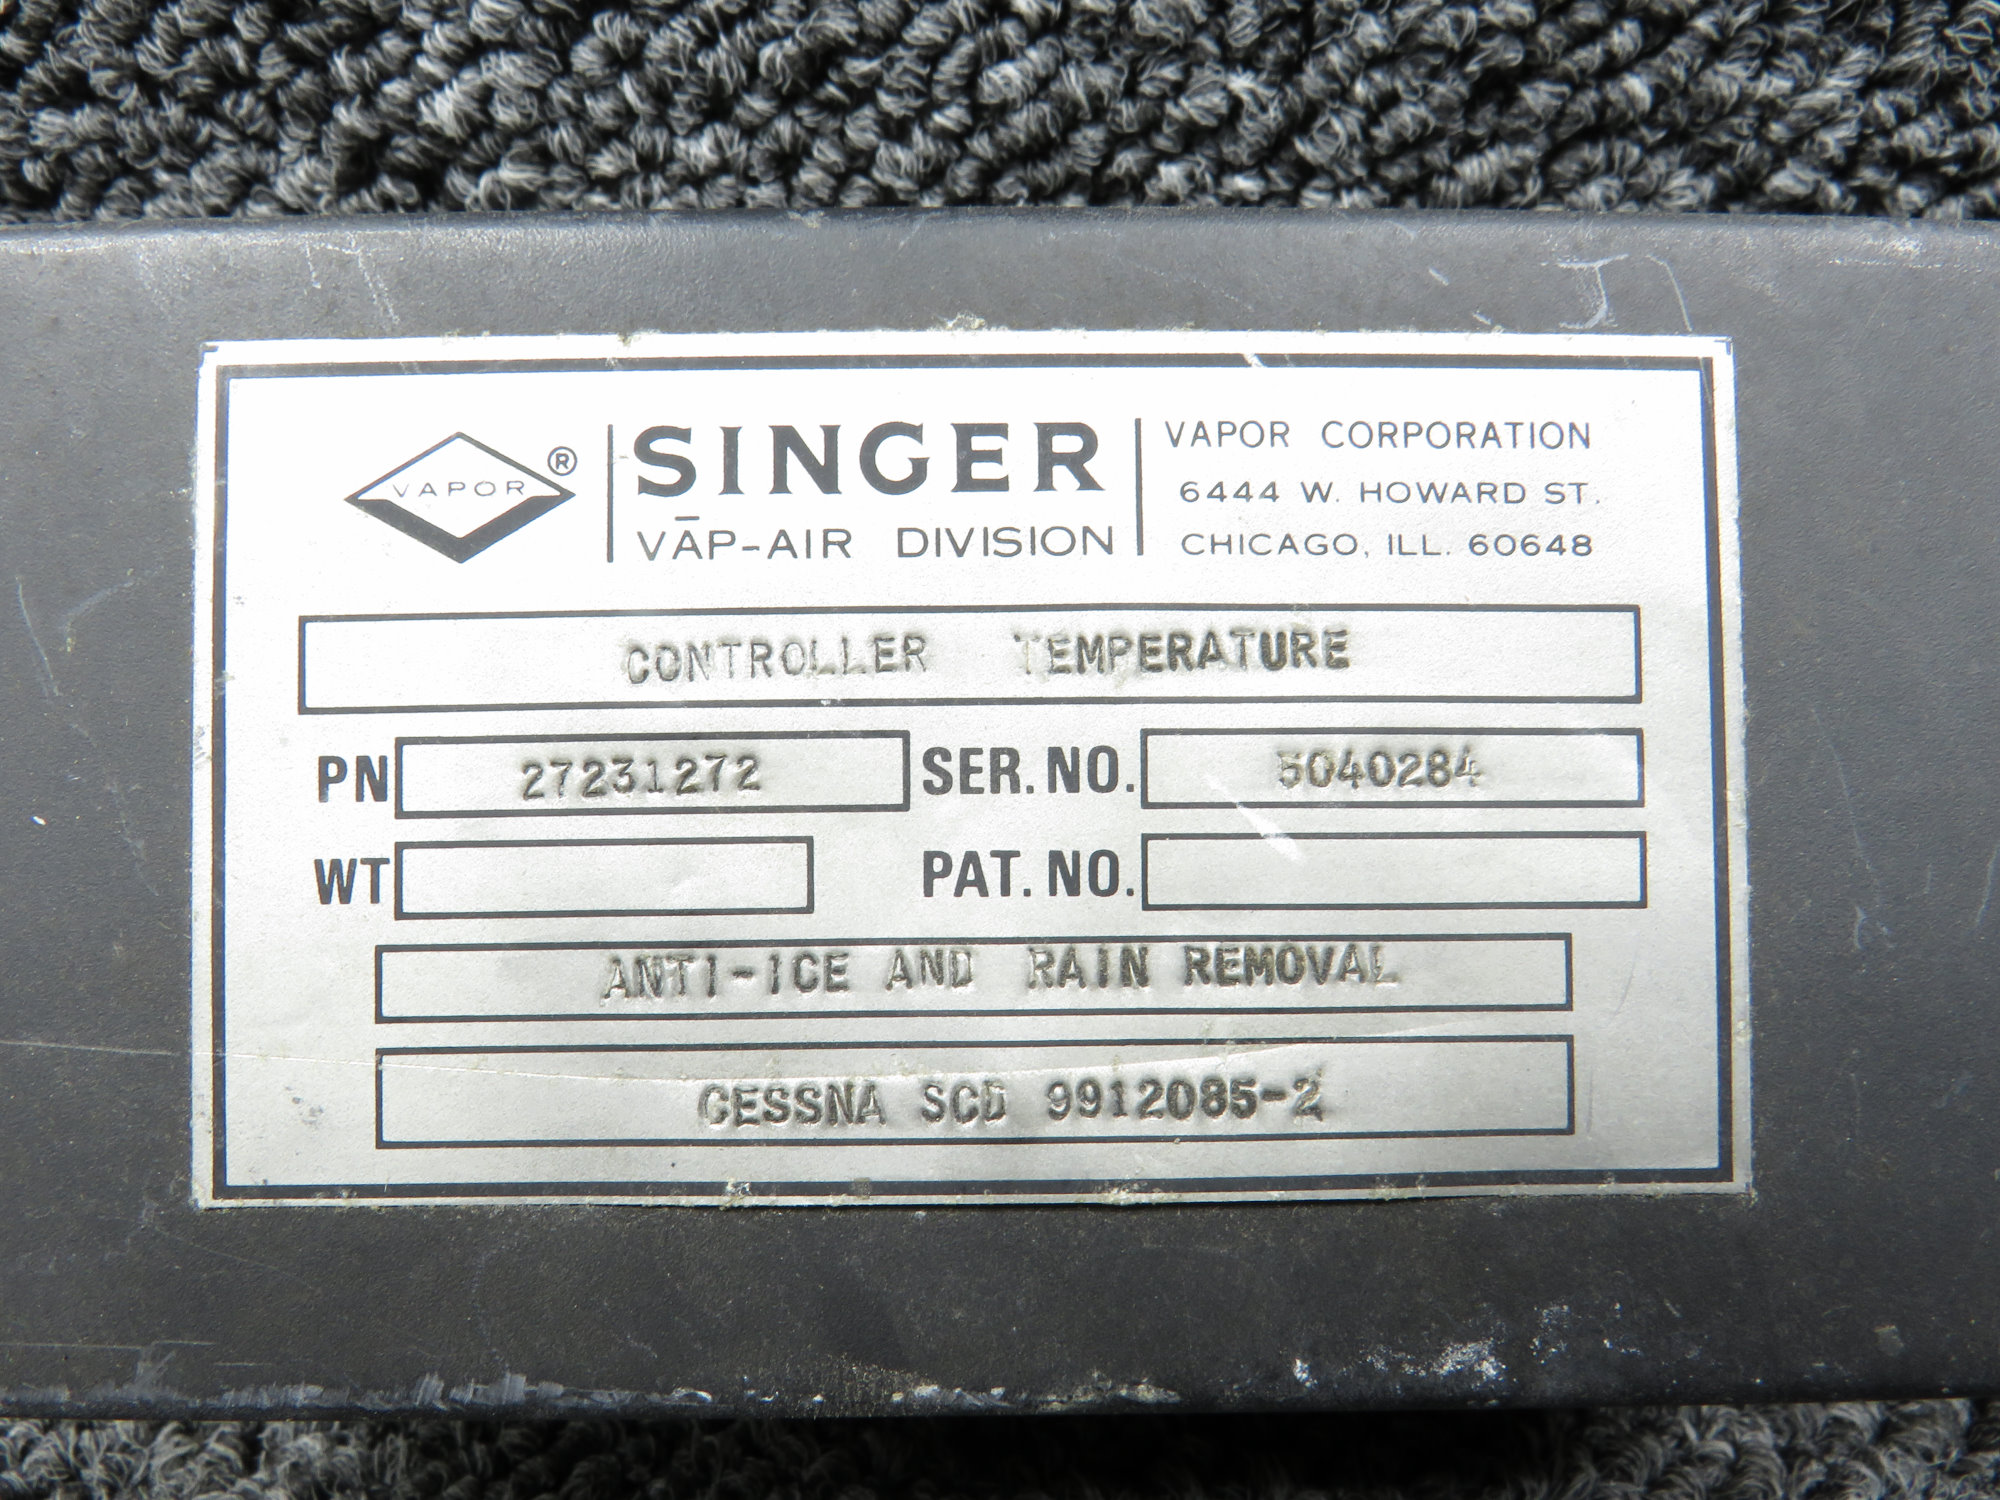 VAPOR ®
SINGER
VĀP-AIR DIVISION
VAPOR CORPORATION
6444 W. HOWARD ST.
CHICAGO, ILL. 60648
CONTROLLER TEMPERATURE
PN 27231272 SER. NO. 5040284
WT PAT. NO.
ANTI-ICE AND RAIN REMOVAL
CESSNA SCD 9912085-2